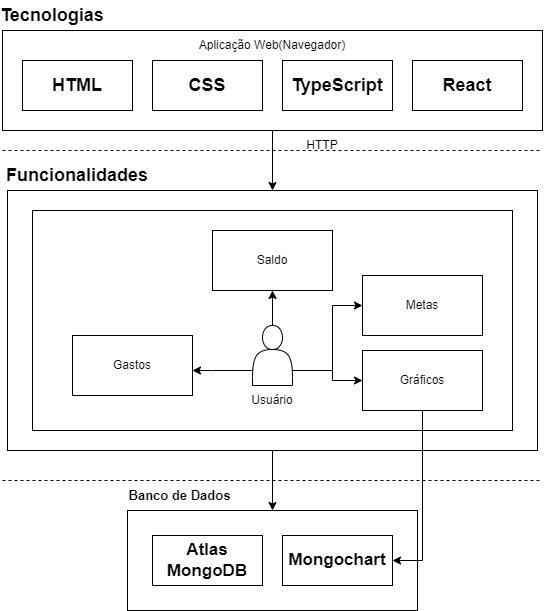 Tecnologias
Aplicação Web(Navegador)
HTML
CSS
TypeScript
React
HTTP
Funcionalidades
Saldo
Metas
Gastos
Gráficos
Usuário
Banco de Dados
Atlas
MongoDB
Mongochart